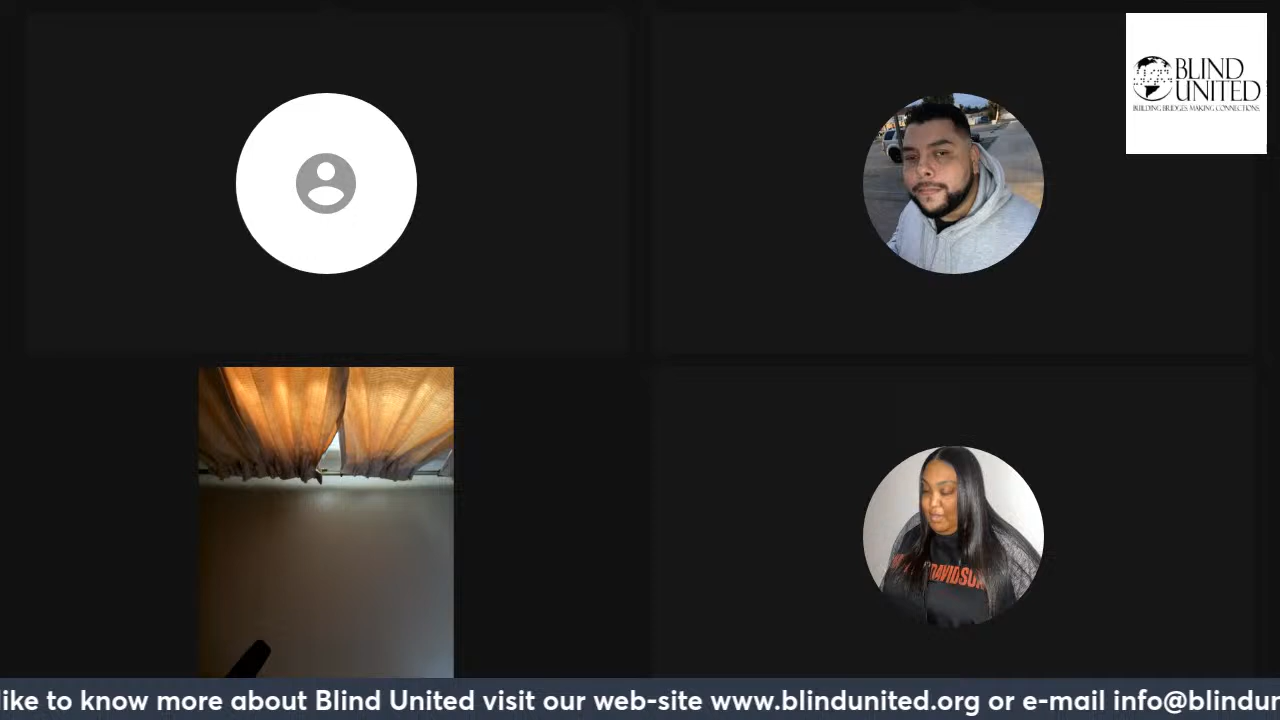 BLIND
UNITED
BUILDING BRIDGES, MAKING CONNECTIONS.
DAVIDSON
like to know more about Blind United visit our web-site www.blindunited.org or e-mail info@blindun